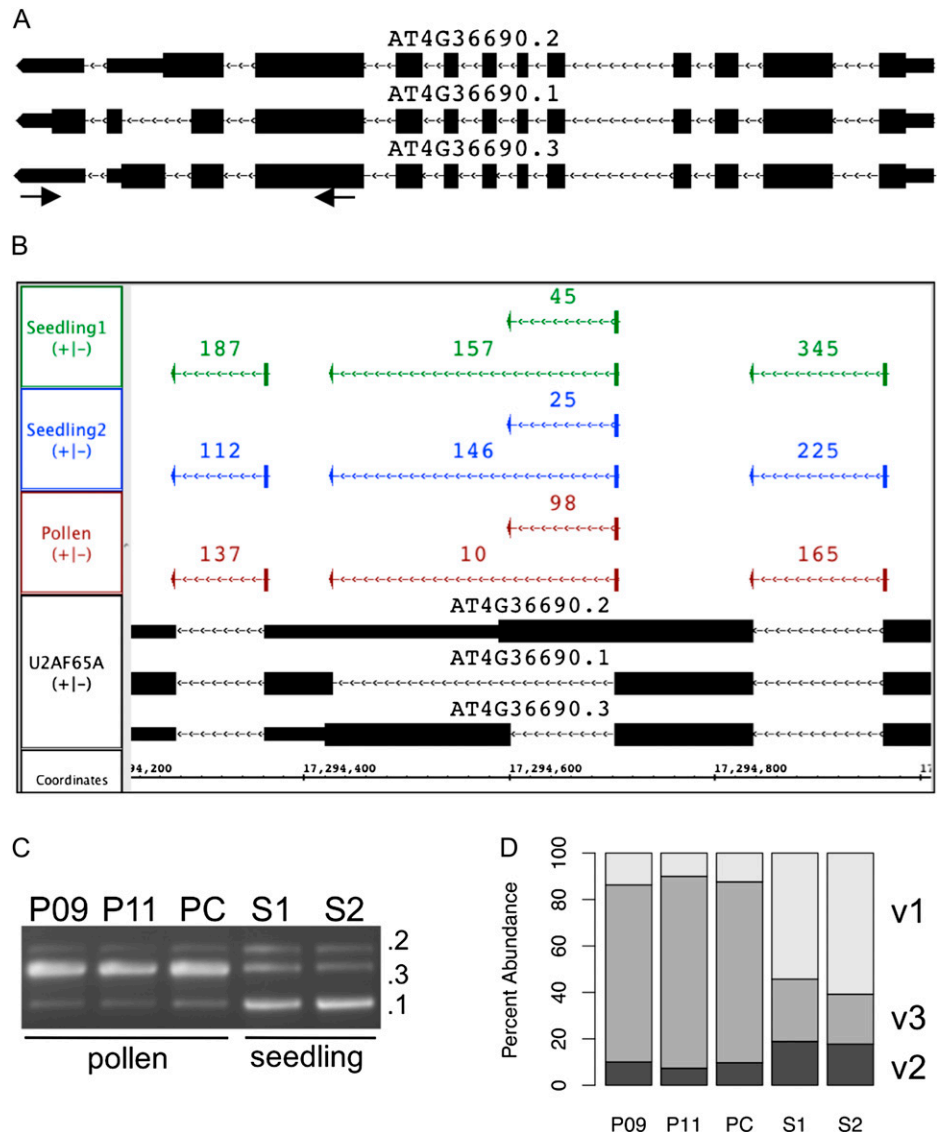 A
AT4G36690.2
AT4G36690.1
AT4G36690.3
B
Seedling1
(+|-)
45
187 157 345
Seedling2
(+|-)
25
112 146 225
Pollen
(+|-)
98
137 10 165
U2AF65A
(+|-)
AT4G36690.2
AT4G36690.1
AT4G36690.3
Coordinates
94,200 17,294,400 17,294,600 17,294,800 17
C
P09 P11 PC S1 S2
.2
.3
.1
pollen seedling
D
Percent Abundance
100
80
60
40
20
0
v1
v3
v2
P09 P11 PC S1 S2